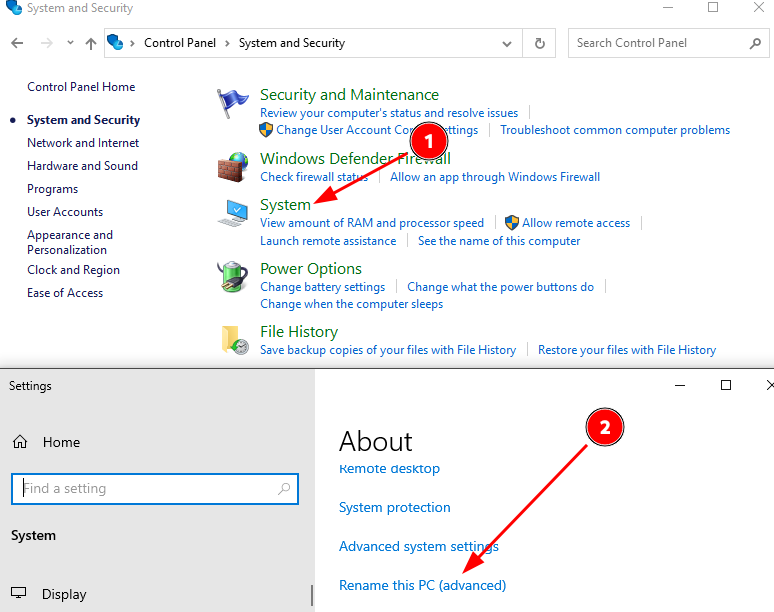 System and Security
Control Panel > System and Security
Search Control Panel
Control Panel Home
System and Security
Network and Internet
Hardware and Sound
Programs
User Accounts
Appearance and
Personalization
Clock and Region
Ease of Access
Security and Maintenance
Review your computer's status and resolve issues
Change User Account Co ettings
Troubleshoot common computer problems
1
Windows Defender Firewall
Check firewall status
Allow an app through Windows Firewall
System
View amount of RAM and processor speed
Allow remote access
Launch remote assistance
See the name of this computer
Power Options
Change battery settings
Change what the power buttons do
Change when the computer sleeps
File History
Save backup copies of your files with File History
Restore your files with File History
Settings
Home
Find a setting
System
Display
About
2
Remote desktop
System protection
Advanced system settings
Rename this PC (advanced)